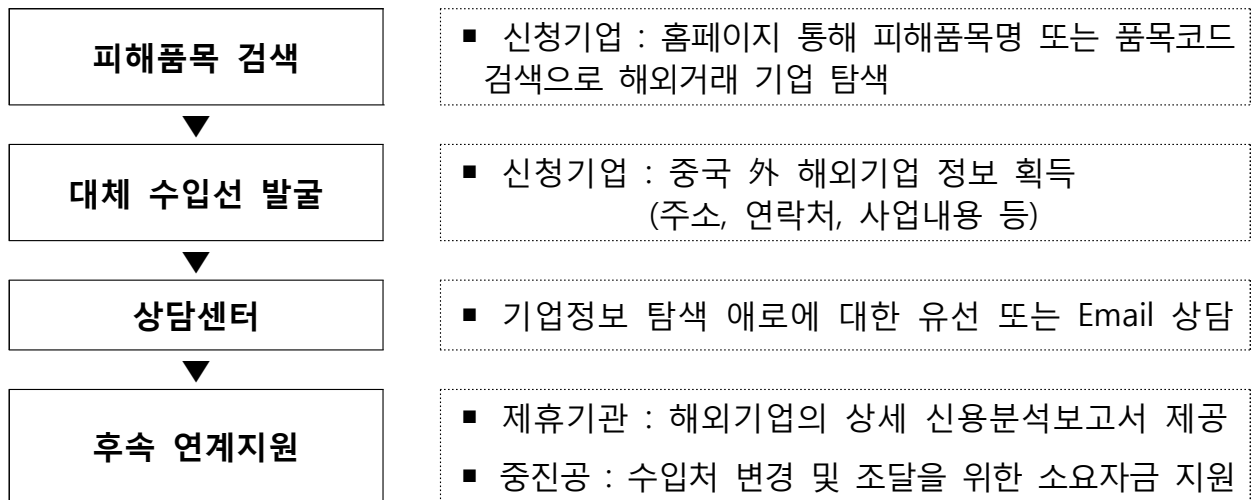 피해품목 검색
■ 신청기업 : 홈페이지 통해 피해품목명 또는 품목코드
검색으로 해외거래 기업 탐색
▼
대체 수입선 발굴
■ 신청기업 : 중국 外 해외기업 정보 획득
(주소, 연락처, 사업내용 등)
▼
상담센터
■ 기업정보 탐색 애로에 대한 유선 또는 Email 상담
▼
후속 연계지원
■ 제휴기관 : 해외기업의 상세 신용분석보고서 제공
■ 중진공 : 수입처 변경 및 조달을 위한 소요자금 지원